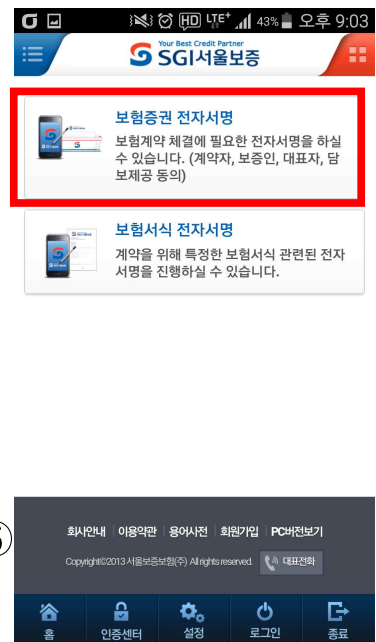 HD LTE+ 43% 오후 9:03
Your Best Credit Partner
SGI서울보증
보험증권 전자서명
보험계약 체결에 필요한 전자서명을 하실
수 있습니다. (계약자, 보증인, 대표자, 담
보제공 동의)
보험서식 전자서명
계약을 위해 특정한 보험서식 관련된 전자
서명을 진행하실 수 있습니다.
회사안내 이용약관 용어사전 회원가입 PC버전보기
Copyright©2013 서울보증보험(주) All rights reserved. 대표전화
홈 인증센터 설정 로그인 종료